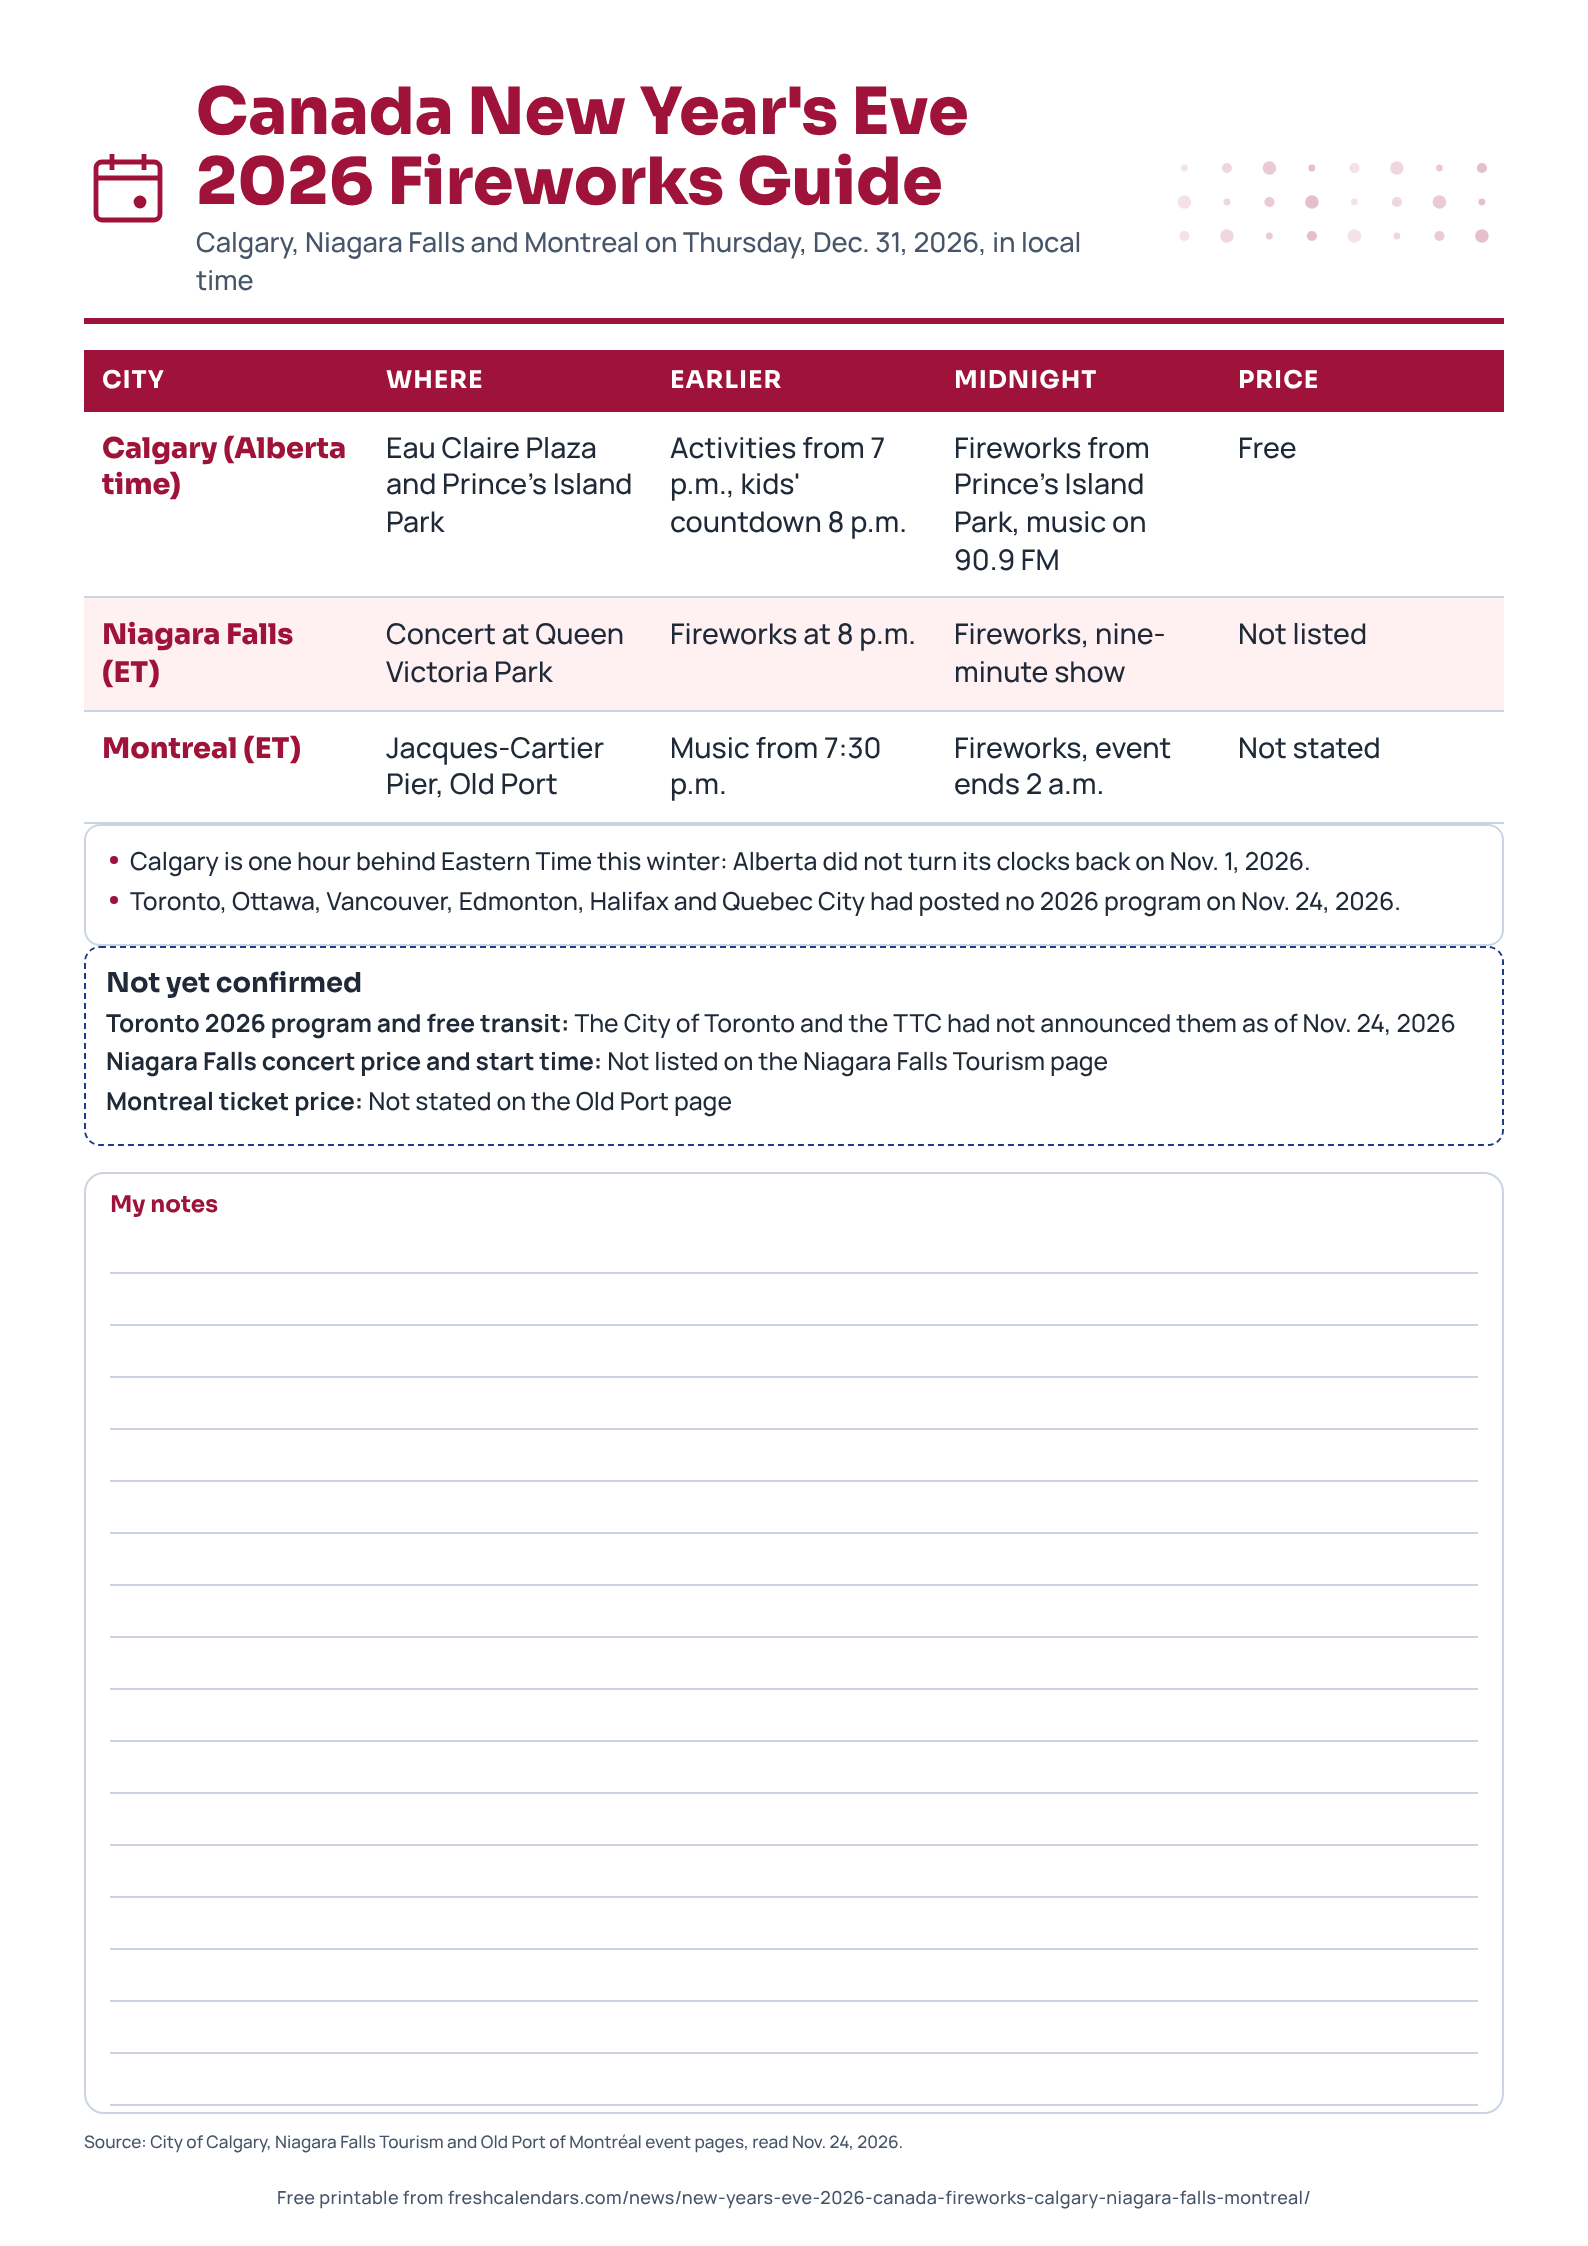 Canada New Year's Eve
2026 Fireworks Guide
Calgary, Niagara Falls and Montreal on Thursday, Dec. 31, 2026, in local
time
CITY WHERE EARLIER MIDNIGHT PRICE
Calgary (Alberta
time)
Eau Claire Plaza
and Prince’s Island
Park
Activities from 7
p.m., kids'
countdown 8 p.m.
Fireworks from
Prince’s Island
Park, music on
90.9 FM
Free
Niagara Falls
(ET)
Concert at Queen
Victoria Park
Fireworks at 8 p.m.
Fireworks, nine-
minute show
Not listed
Montreal (ET)
Jacques-Cartier
Pier, Old Port
Music from 7:30
p.m.
Fireworks, event
ends 2 a.m.
Not stated
• Calgary is one hour behind Eastern Time this winter: Alberta did not turn its clocks back on Nov. 1, 2026.
• Toronto, Ottawa, Vancouver, Edmonton, Halifax and Quebec City had posted no 2026 program on Nov. 24, 2026.
Not yet confirmed
Toronto 2026 program and free transit: The City of Toronto and the TTC had not announced them as of Nov. 24, 2026
Niagara Falls concert price and start time: Not listed on the Niagara Falls Tourism page
Montreal ticket price: Not stated on the Old Port page
My notes
Source: City of Calgary, Niagara Falls Tourism and Old Port of Montréal event pages, read Nov. 24, 2026.
Free printable from freshcalendars.com/news/new-years-eve-2026-canada-fireworks-calgary-niagara-falls-montreal/